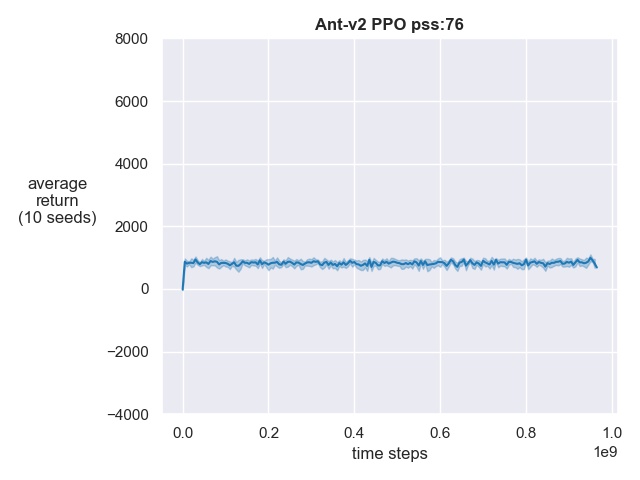 Ant-v2 PPO pss:76
8000
6000
4000
2000
0
−2000
−4000
average
return
(10 seeds)
0.0 0.2 0.4 0.6 0.8 1.0
1e9
time steps